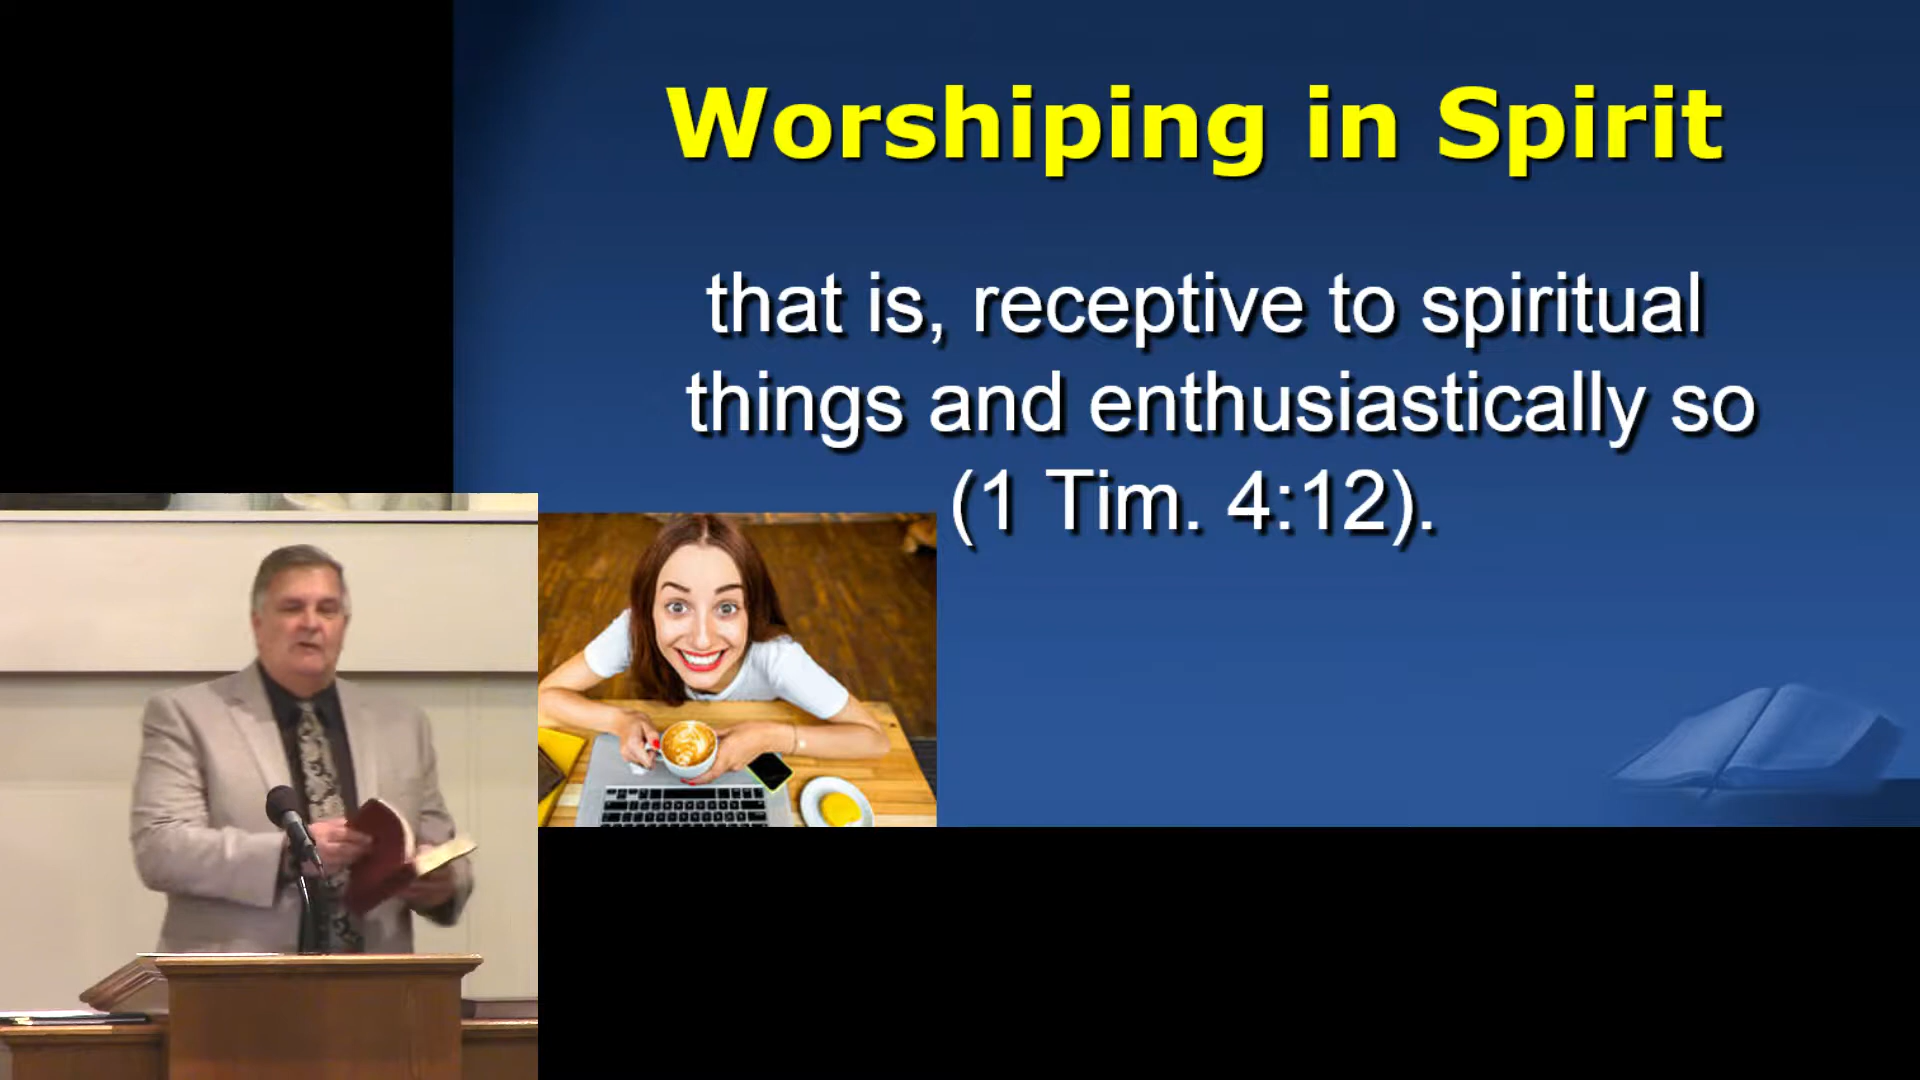 Worshiping in Spirit
that is, receptive to spiritual
things and enthusiastically so
(1 Tim. 4:12).